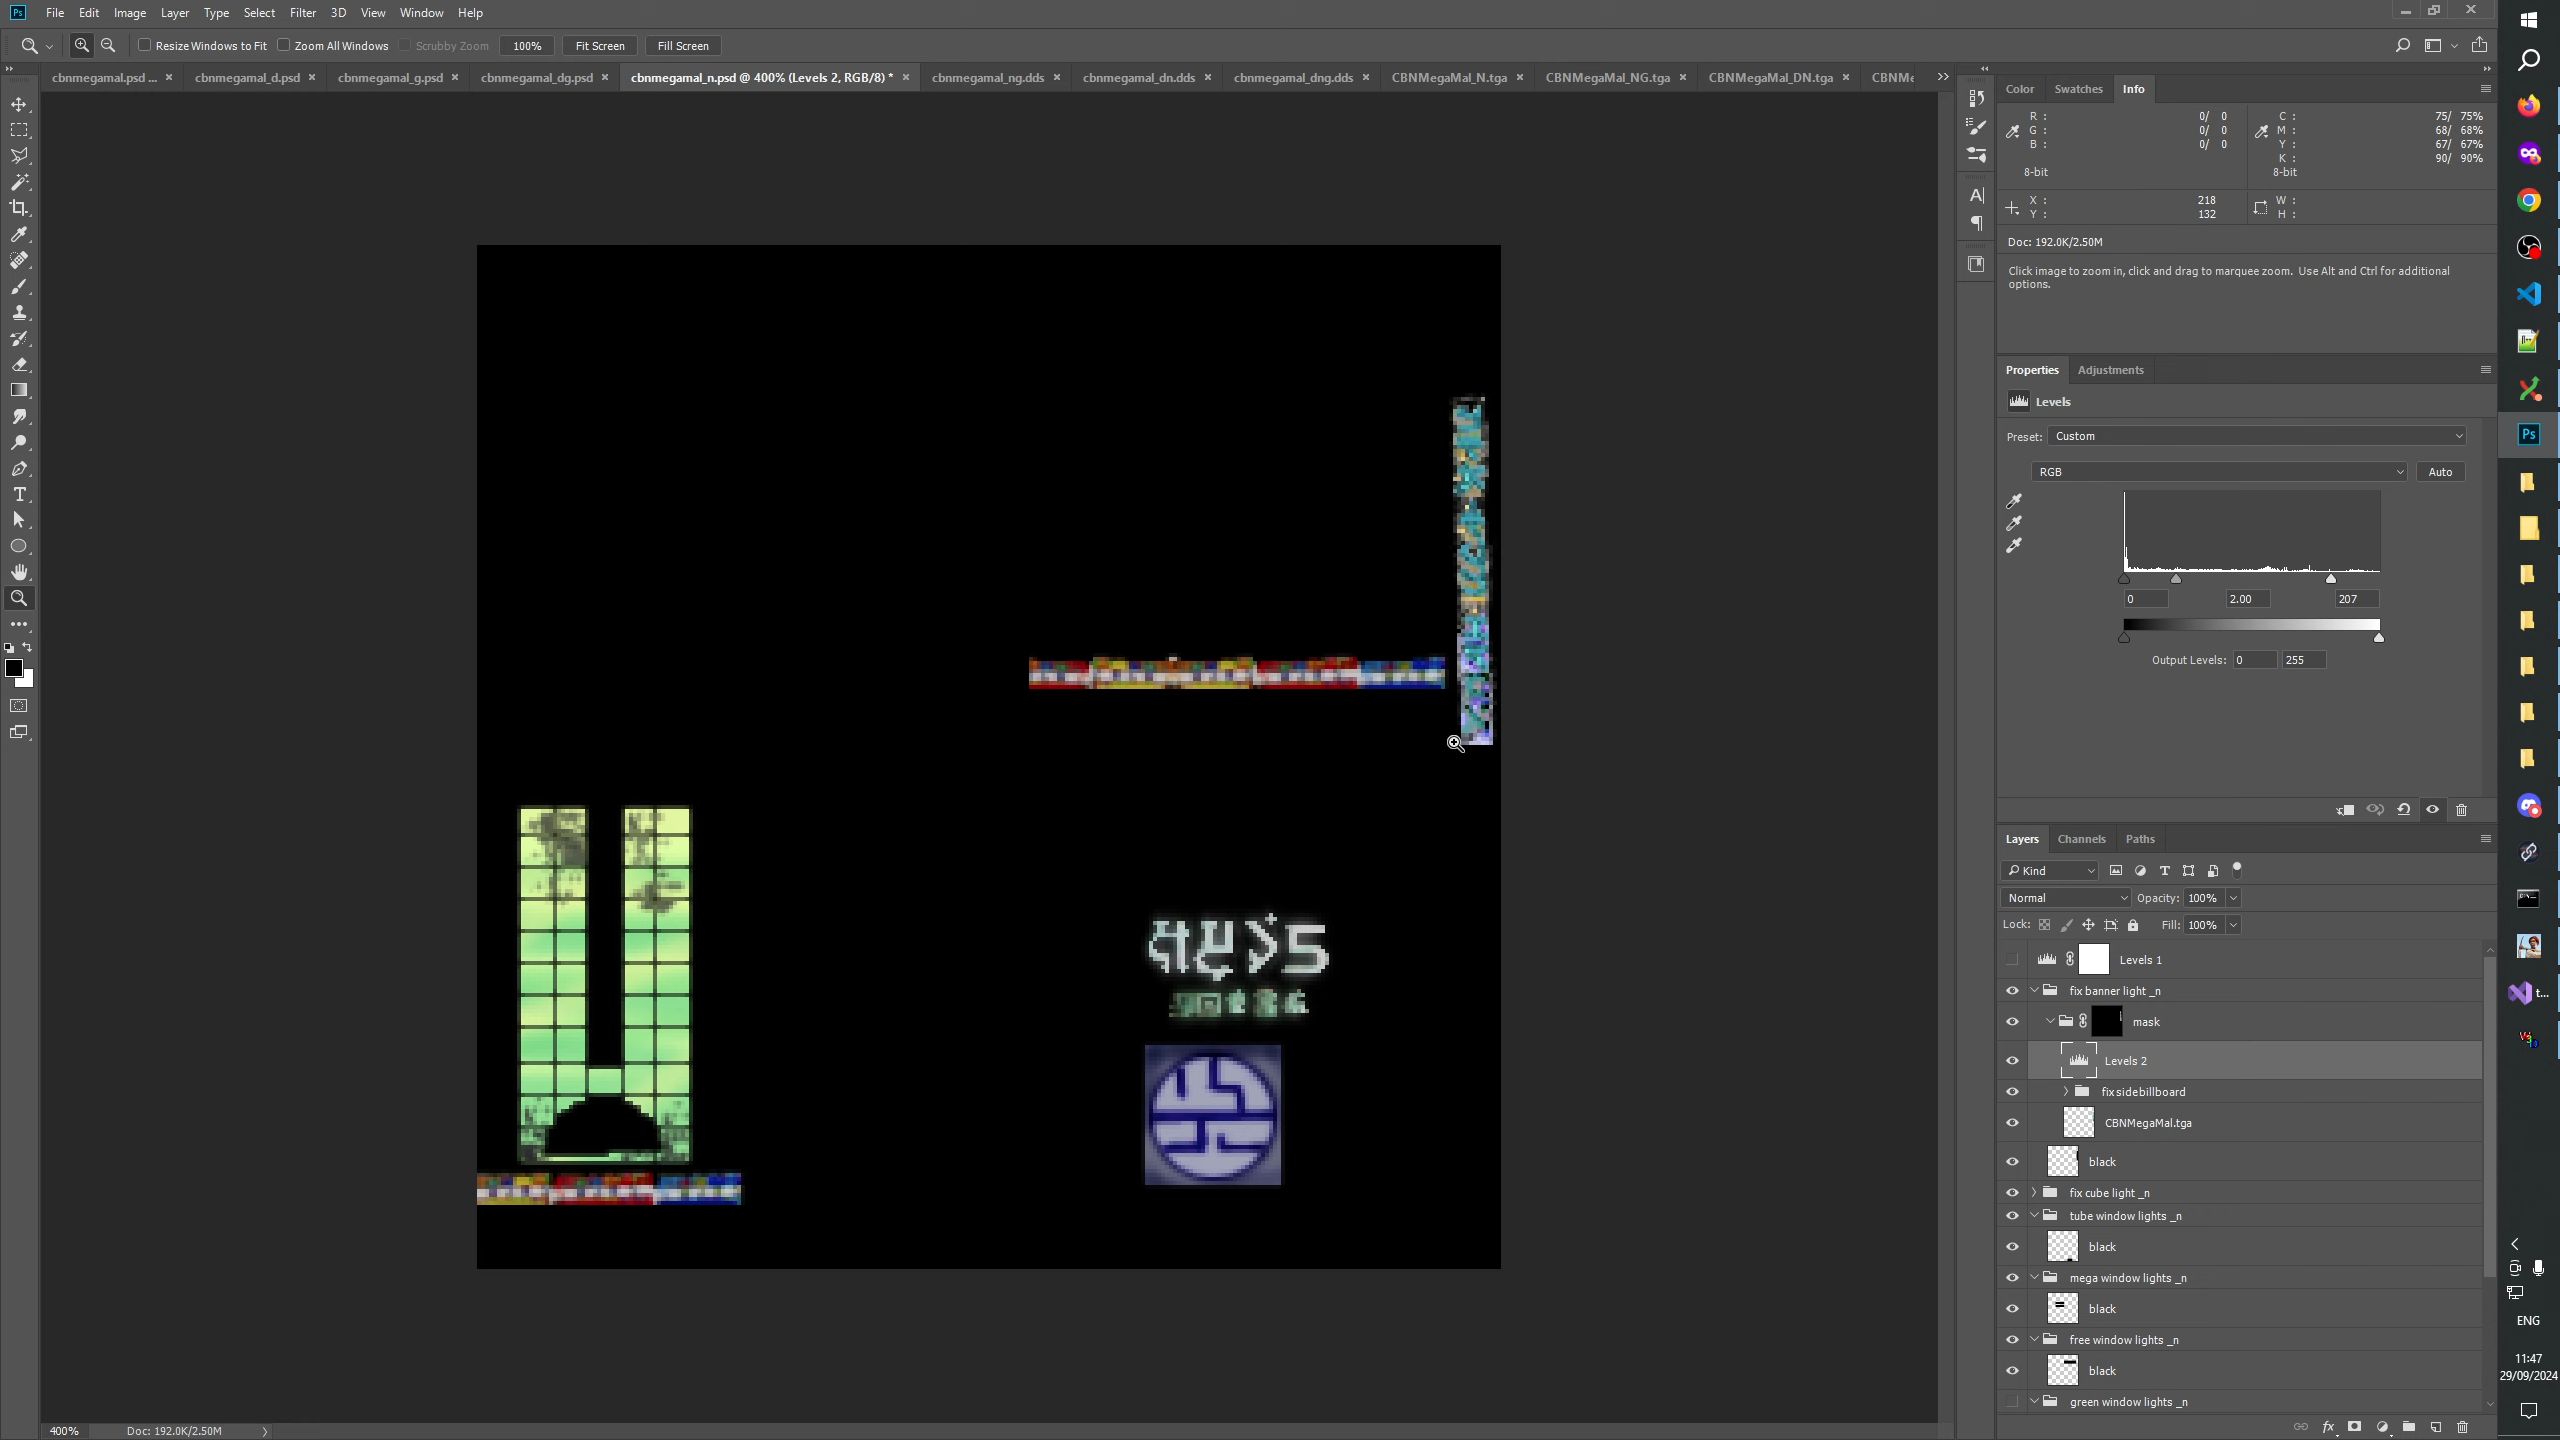 File Edit Image Layer Type Select Filter 3D View Window Help
Resize Windows to Fit Zoom All Windows Scrubby Zoom 100% Fit Screen Fill Screen
cbnmegamal.psd ... × cbnmegamal_d.psd × cbnmegamal_g.psd × cbnmegamal_dg.psd × cbnmegamal_n.psd @ 400% (Levels 2, RGB/8) * × cbnmegamal_ng.dds × cbnmegamal_dn.dds × cbnmegamal_dng.dds × CBNMegaMal_N.tga × CBNMegaMal_NG.tga × CBNMegaMal_DN.tga ×
Color Swatches Info
R : 0/ 0 C : 75/ 75%
G : 0/ 0 M : 68/ 68%
B : 0/ 0 Y : 67/ 67%
K : 90/ 90%
8-bit 8-bit
X : 218 W :
Y : 132 H :
Doc: 192.0K/2.50M
Click image to zoom in, click and drag to marquee zoom. Use Alt and Ctrl for additional
options.
Properties Adjustments
Levels
Preset: Custom
RGB Auto
0 2.00 207
Output Levels: 0 255
Layers Channels Paths
Kind
Normal Opacity: 100%
Lock: Fill: 100%
Levels 1
fix banner light _n
mask
Levels 2
fixsidebillboard
CBNMegaMal.tga
black
fix cube light _n
tube window lights _n
black
mega window lights _n
black
free window lights _n
black
green window lights _n
400% Doc: 192.0K/2.50M
ENG
11:47
29/09/2024